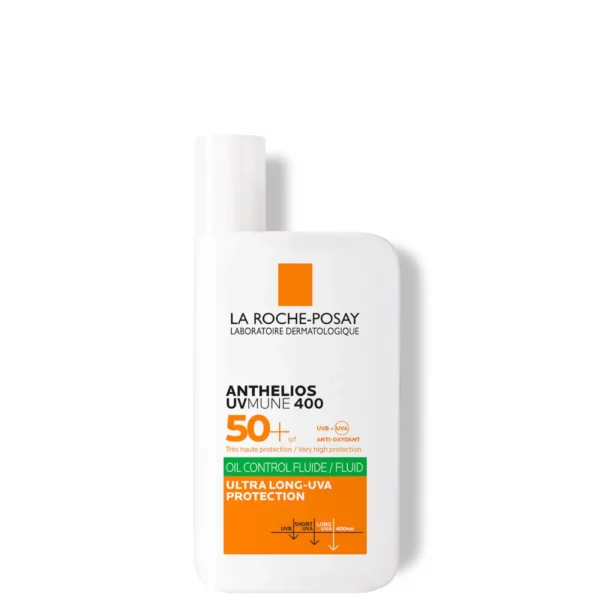 LA ROCHE-POSAY
LABORATOIRE DERMATOLOGIQUE
ANTHELIOS
UVMUNE 400
50+ spf
UVB + UVA
ANTI-OXYDANT
Très haute protection / Very high protection
OIL CONTROL FLUIDE / FLUID
ULTRA LONG-UVA
PROTECTION
UVB
SHORT UVA
LONG UVA
400nm